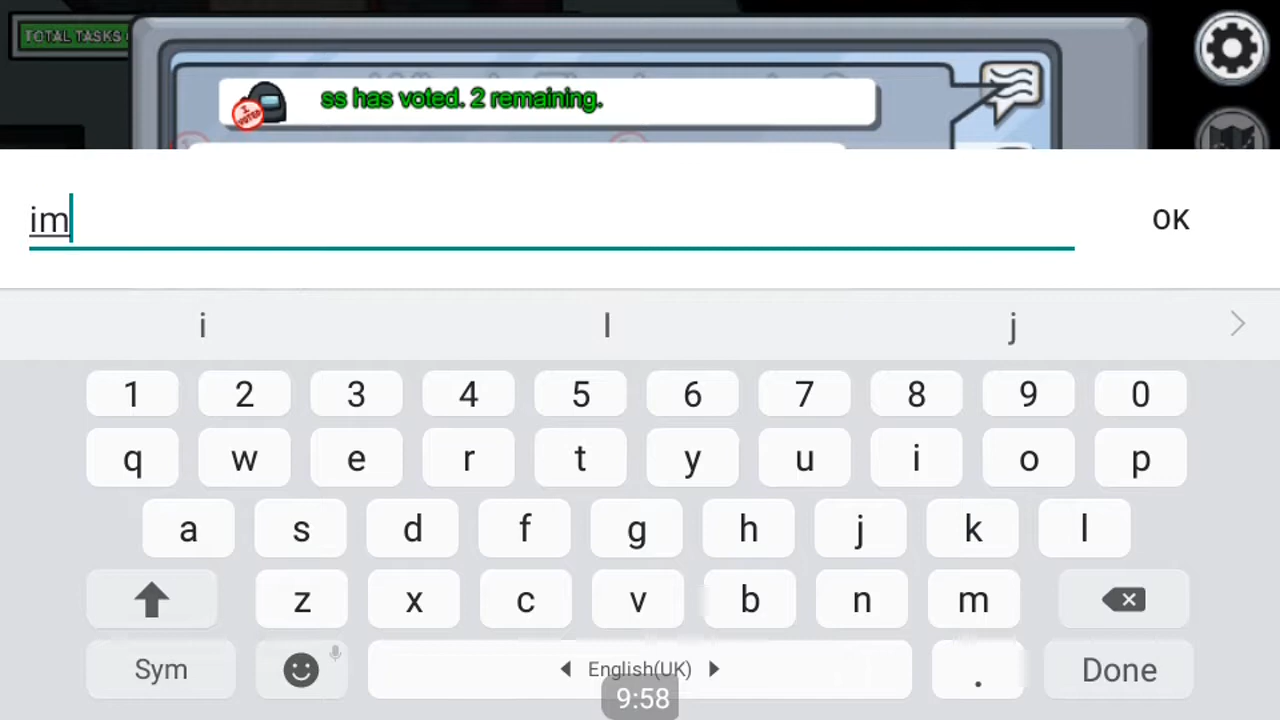 TOTAL TASKS
I VOTED
ss has voted. 2 remaining.
im
OK
i l j
1 2 3 4 5 6 7 8 9 0
q w e r t y u i o p
a s d f g h j k l
z x c v b n m
Sym English(UK) . Done
9:58